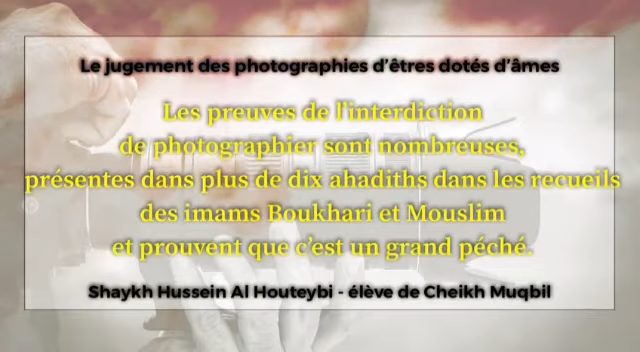 Le jugement des photographies d'êtres dotés d'âmes
Les preuves de l'interdiction
de photographier sont nombreuses,
présentes dans plus de dix ahadiths dans les recueils
des imams Boukhari et Mouslim
et prouvent que c'est un grand péché.
Shaykh Hussein Al Houteybi - élève de Cheikh Muqbil